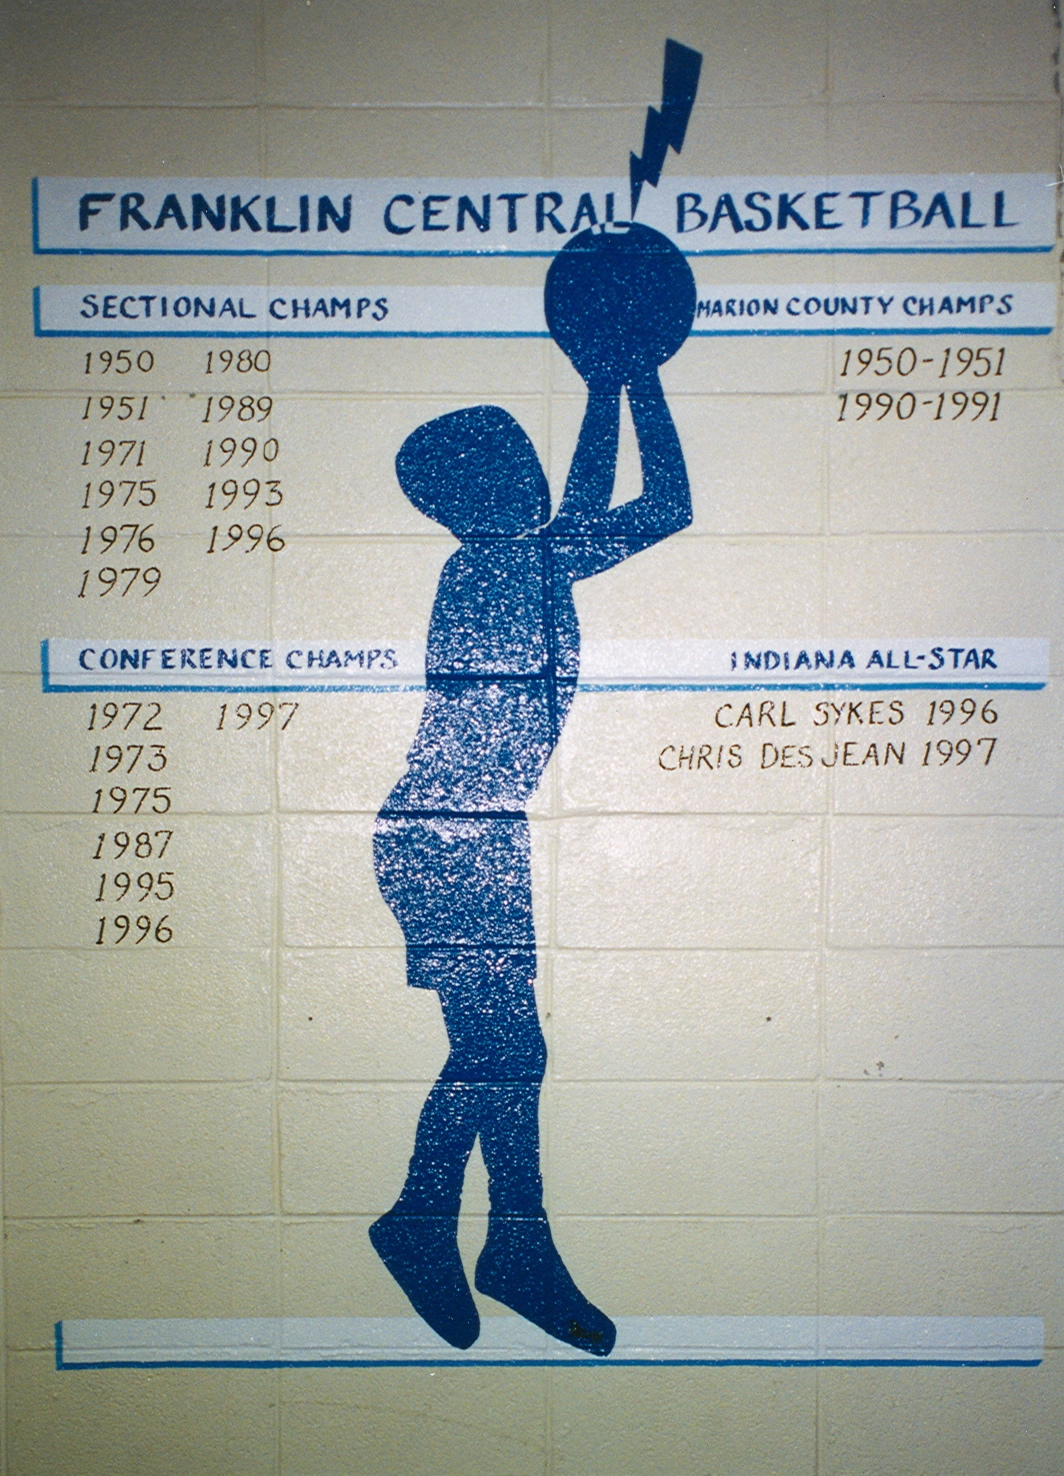 FRANKLIN CENTRAL BASKETBALL
SECTIONAL CHAMPS
1950 1980
1951 1989
1971 1990
1975 1993
1976 1996
1979
MARION COUNTY CHAMPS
1950-1951
1990-1991
CONFERENCE CHAMPS
1972 1997
1973
1975
1987
1995
1996
INDIANA ALL-STAR
CARL SYKES 1996
CHRIS DESJEAN 1997